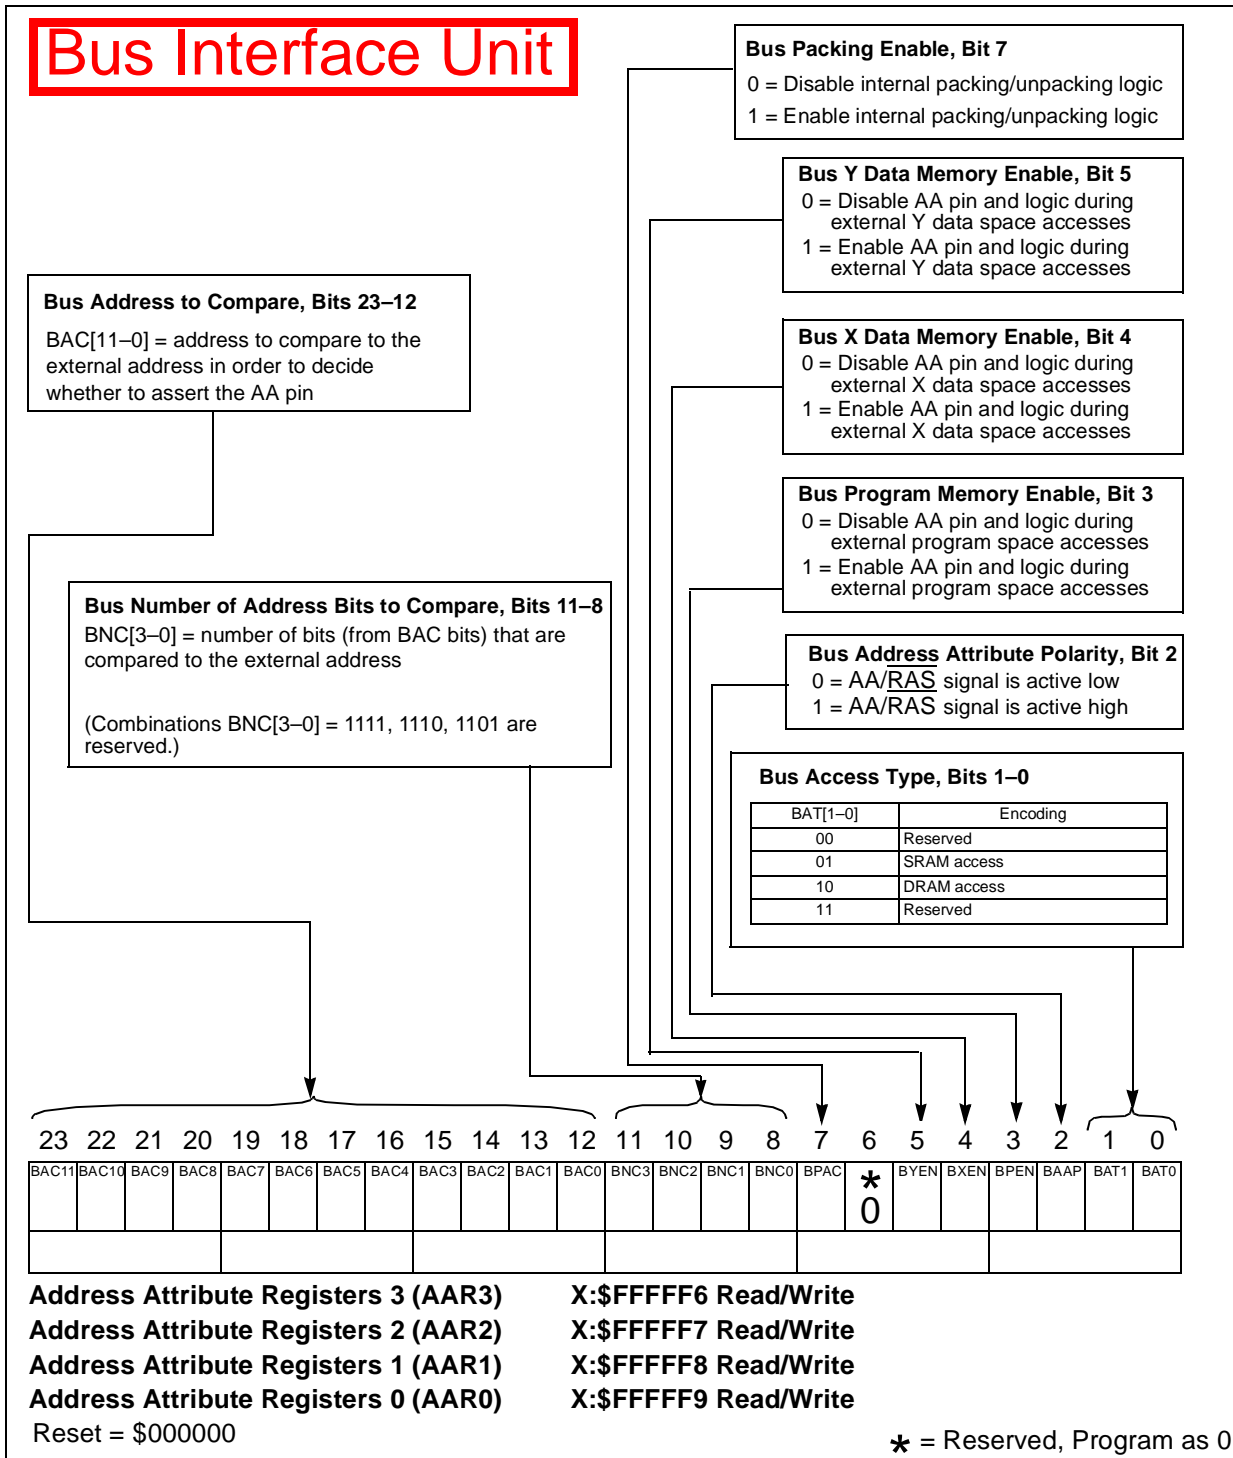 Bus Interface Unit
Bus Packing Enable, Bit 7
0 = Disable internal packing/unpacking logic
1 = Enable internal packing/unpacking logic
Bus Y Data Memory Enable, Bit 5
0 = Disable AA pin and logic during
external Y data space accesses
1 = Enable AA pin and logic during
external Y data space accesses
Bus Address to Compare, Bits 23–12
BAC[11–0] = address to compare to the
external address in order to decide
whether to assert the AA pin
Bus X Data Memory Enable, Bit 4
0 = Disable AA pin and logic during
external X data space accesses
1 = Enable AA pin and logic during
external X data space accesses
Bus Program Memory Enable, Bit 3
0 = Disable AA pin and logic during
external program space accesses
1 = Enable AA pin and logic during
external program space accesses
Bus Number of Address Bits to Compare, Bits 11–8
BNC[3–0] = number of bits (from BAC bits) that are
compared to the external address
(Combinations BNC[3–0] = 1111, 1110, 1101 are
reserved.)
Bus Address Attribute Polarity, Bit 2
0 = AA/RAS signal is active low
1 = AA/RAS signal is active high
Bus Access Type, Bits 1–0
BAT[1–0] Encoding
00 Reserved
01 SRAM access
10 DRAM access
11 Reserved
23 22 21 20 19 18 17 16 15 14 13 12 11 10 9 8 7 6 5 4 3 2 1 0
BAC11 BAC10 BAC9 BAC8 BAC7 BAC6 BAC5 BAC4 BAC3 BAC2 BAC1 BAC0 BNC3 BNC2 BNC1 BNC0 BPAC * BYEN BXEN BPEN BAAP BAT1 BAT0
0
Address Attribute Registers 3 (AAR3) X:$FFFFF6 Read/Write
Address Attribute Registers 2 (AAR2) X:$FFFFF7 Read/Write
Address Attribute Registers 1 (AAR1) X:$FFFFF8 Read/Write
Address Attribute Registers 0 (AAR0) X:$FFFFF9 Read/Write
Reset = $000000
* = Reserved, Program as 0